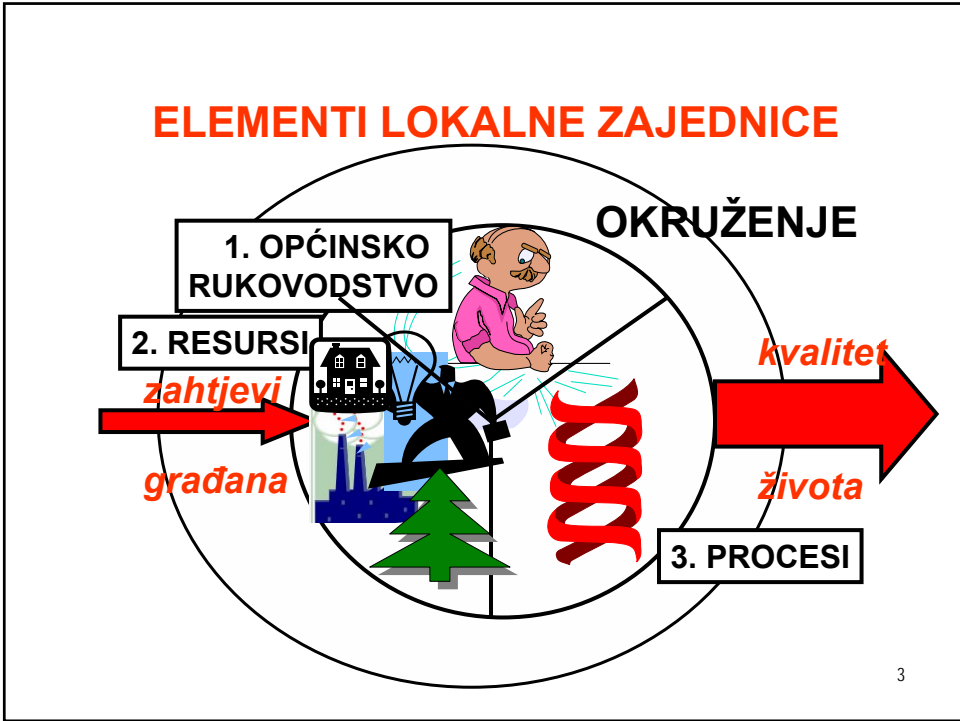 ELEMENTI LOKALNE ZAJEDNICE
OKRUŽENJE
1. OPĆINSKO
RUKOVODSTVO
2. RESURSI
zahtjevi
građana
kvalitet
života
3. PROCESI
3